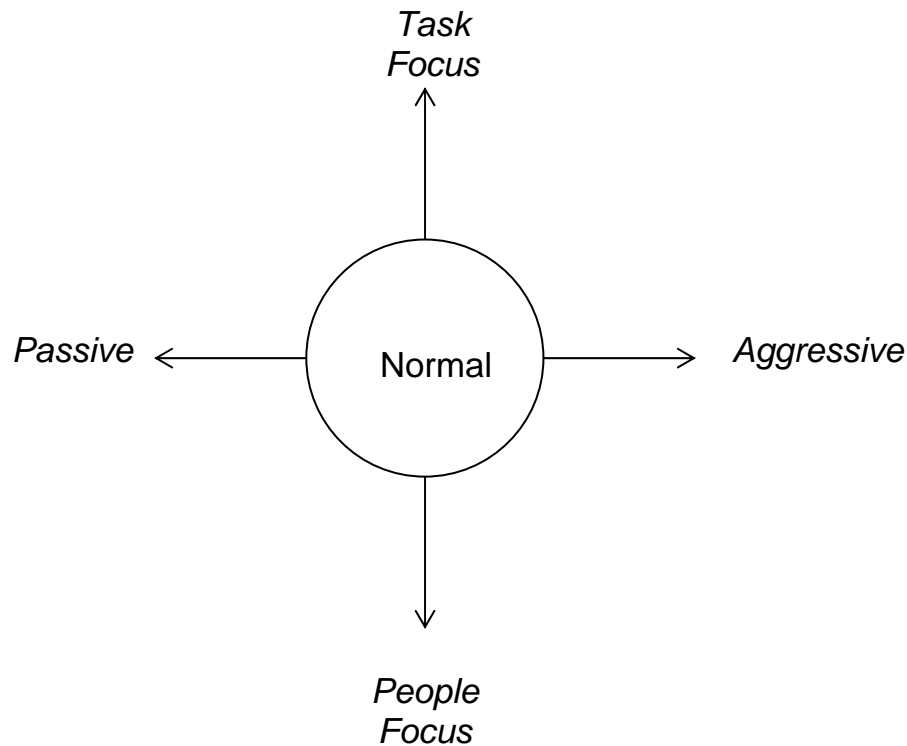 Task
Focus
Passive
Normal
Aggressive
People
Focus